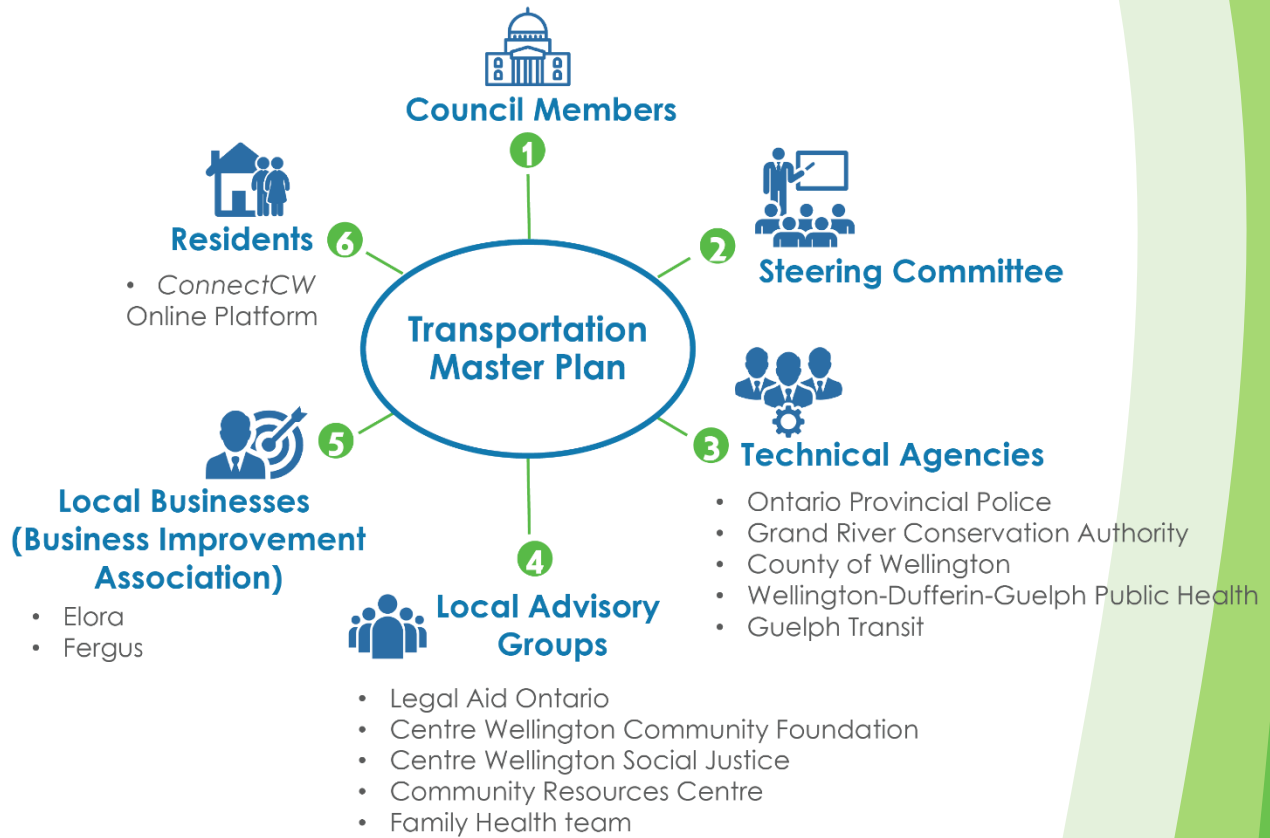 Council Members
1
Residents
6
• ConnectCW
Online Platform
2
Steering Committee
Transportation
Master Plan
3
Technical Agencies
• Ontario Provincial Police
• Grand River Conservation Authority
• County of Wellington
• Wellington-Dufferin-Guelph Public Health
• Guelph Transit
5
Local Businesses
(Business Improvement
Association)
• Elora
• Fergus
4
Local Advisory
Groups
• Legal Aid Ontario
• Centre Wellington Community Foundation
• Centre Wellington Social Justice
• Community Resources Centre
• Family Health team